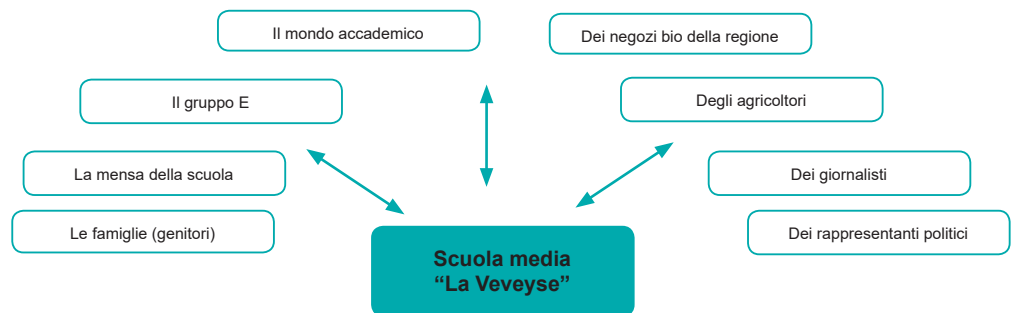 Il mondo accademico
Dei negozi bio della regione
Il gruppo E
Degli agricoltori
La mensa della scuola
Dei giornalisti
Le famiglie (genitori)
Dei rappresentanti politici
Scuola media
“La Veveyse”